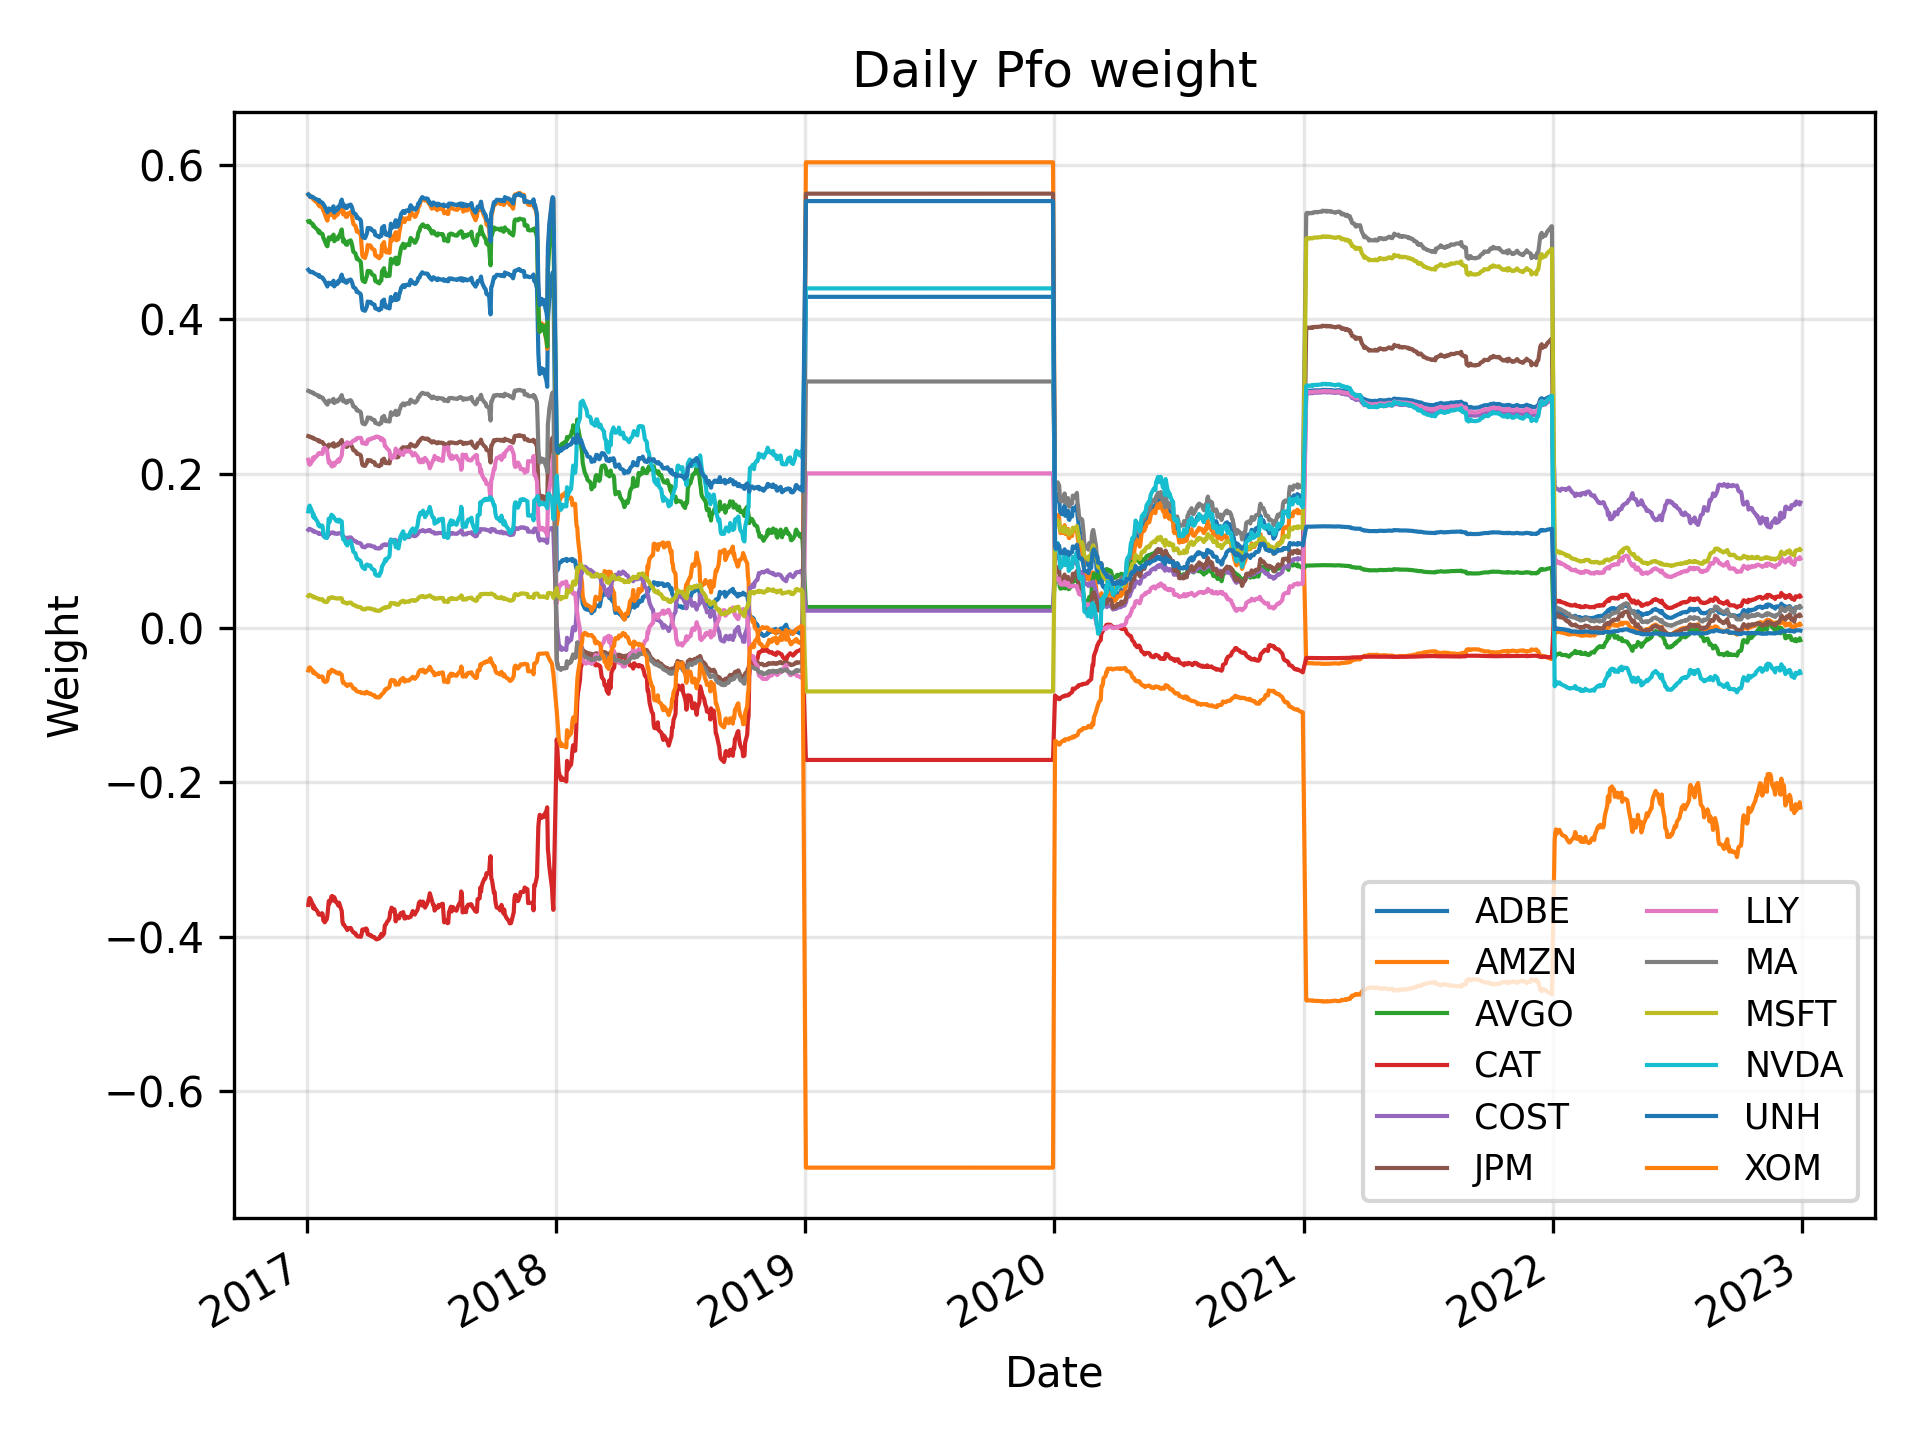 Daily Pfo weight
Weight
0.6
0.4
0.2
0.0
−0.2
−0.4
−0.6
ADBE
AMZN
AVGO
CAT
COST
JPM
LLY
MA
MSFT
NVDA
UNH
XOM
2017
2018
2019
2020
2021
2022
2023
Date